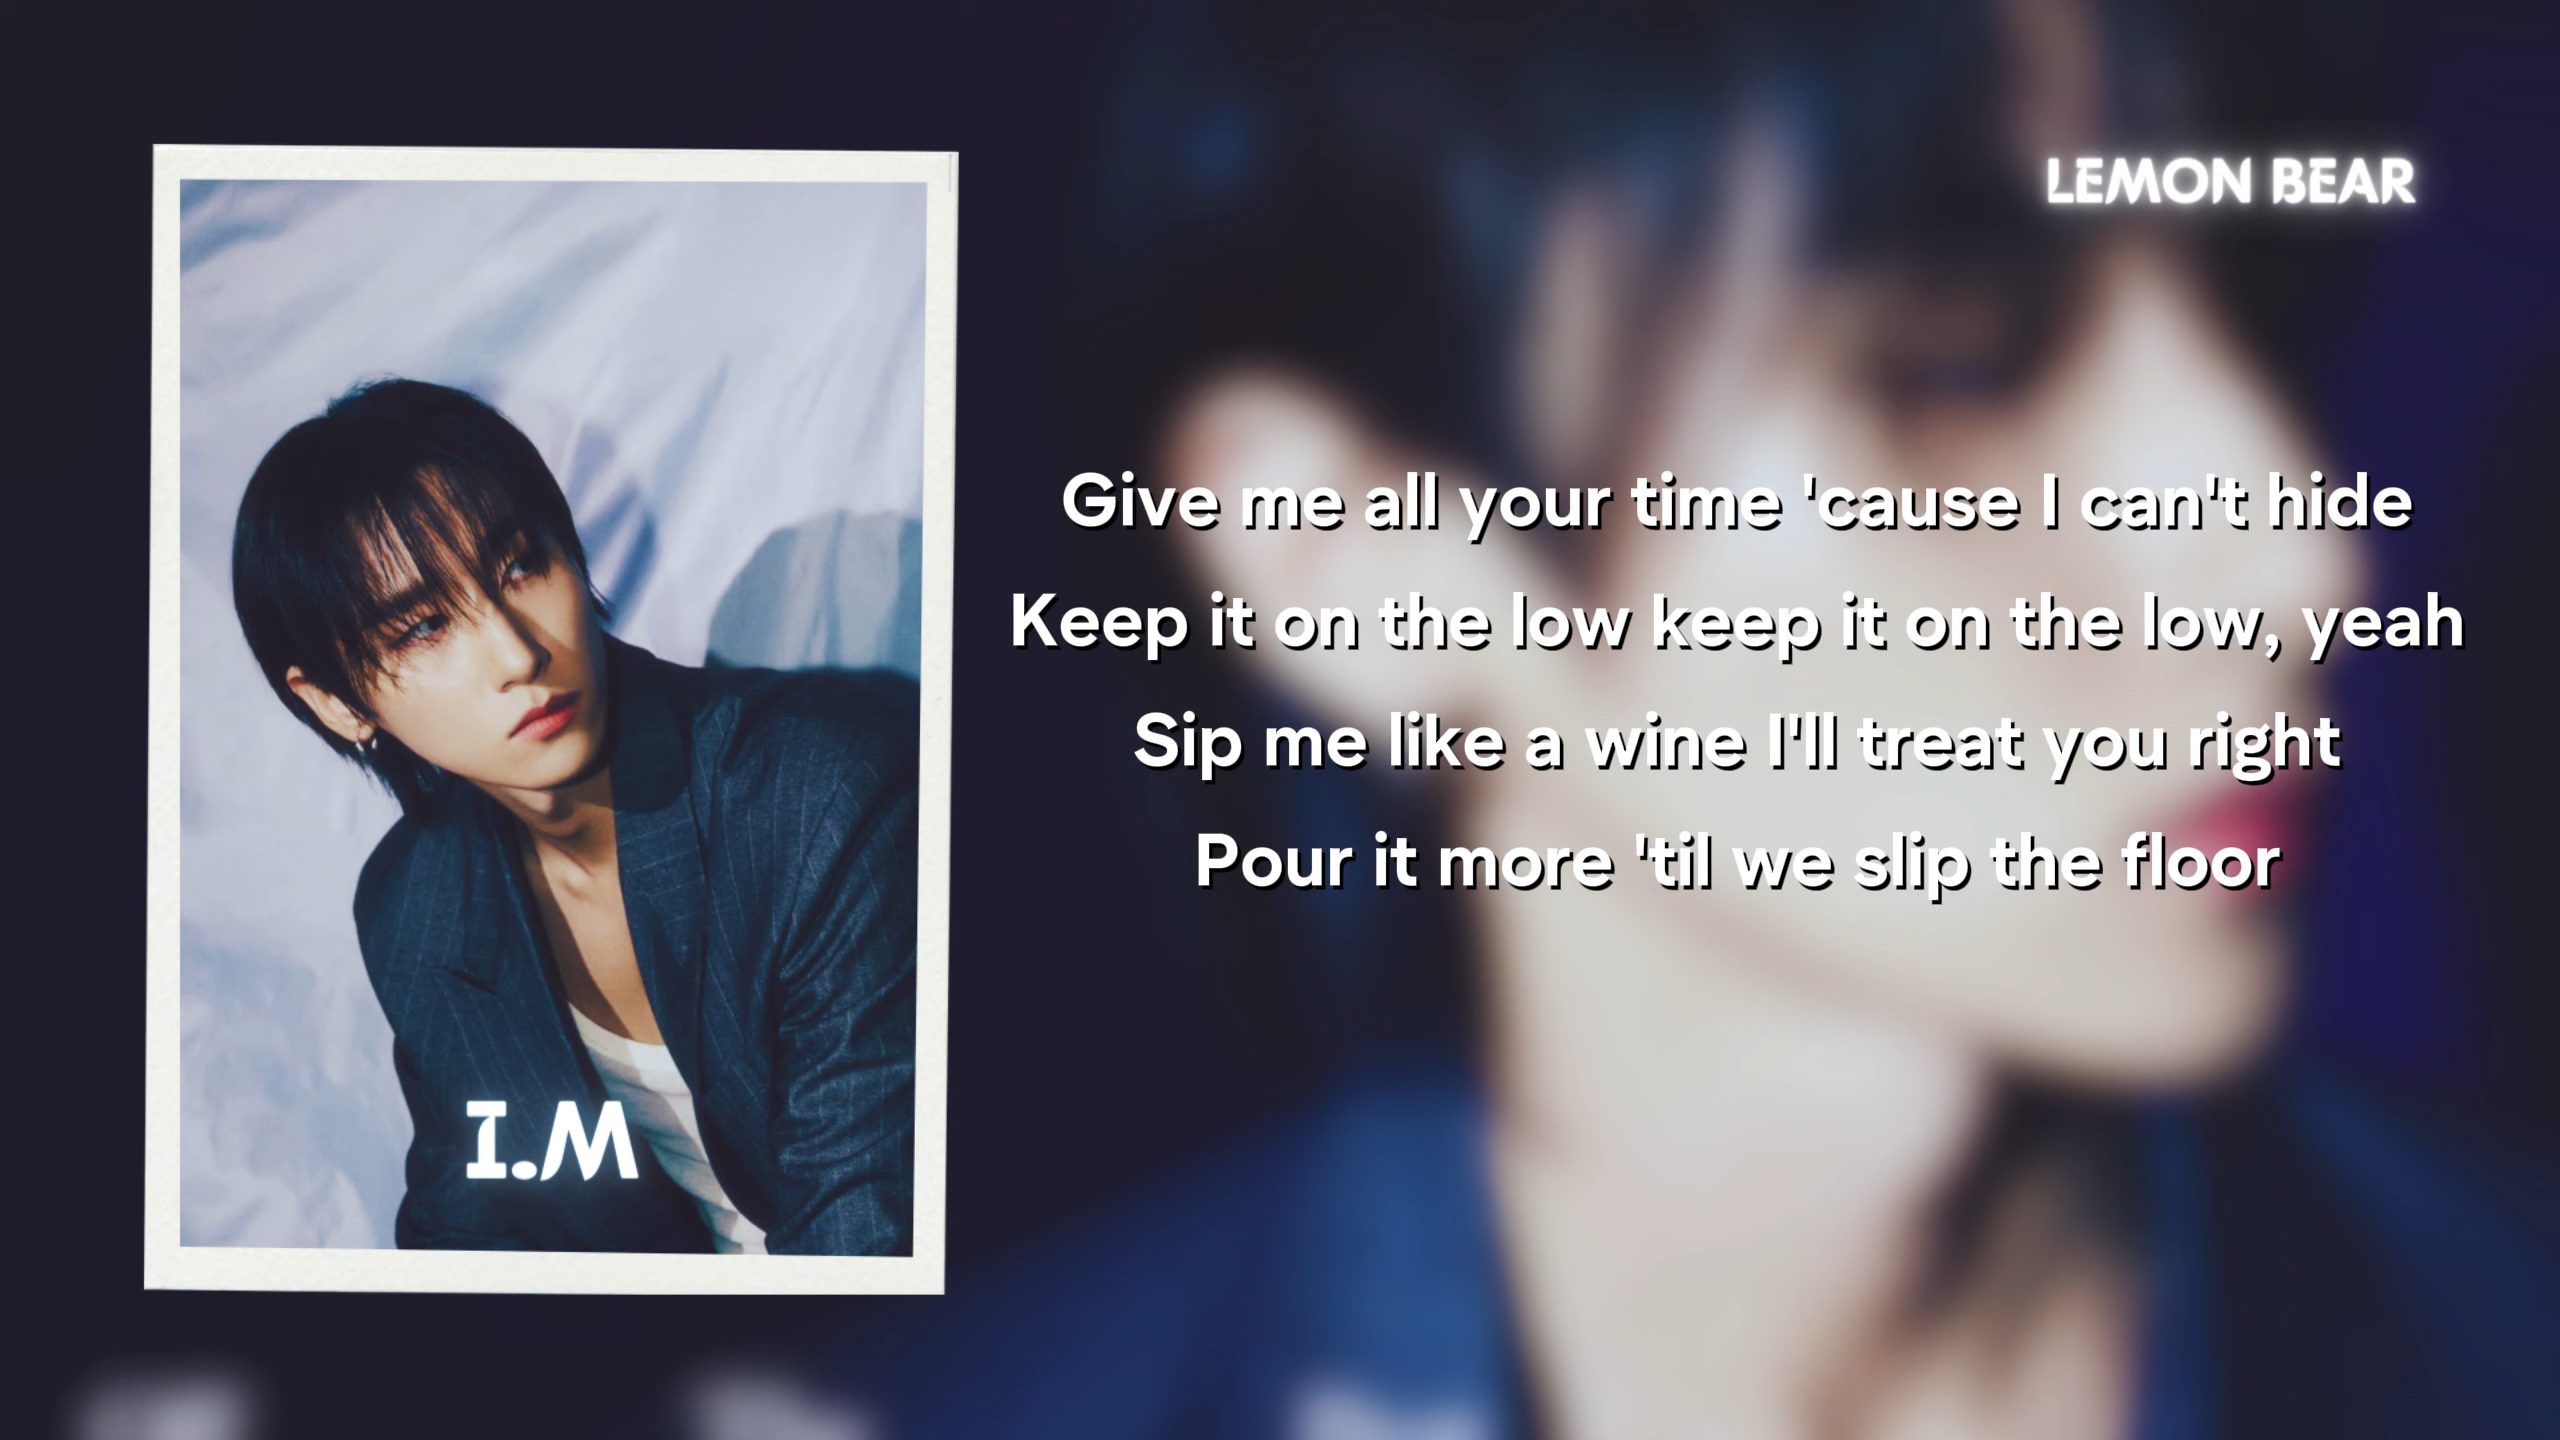 LEMON BEAR
Give me all your time 'cause I can't hide
Keep it on the low keep it on the low, yeah
Sip me like a wine I'll treat you right
Pour it more 'til we slip the floor
I.M